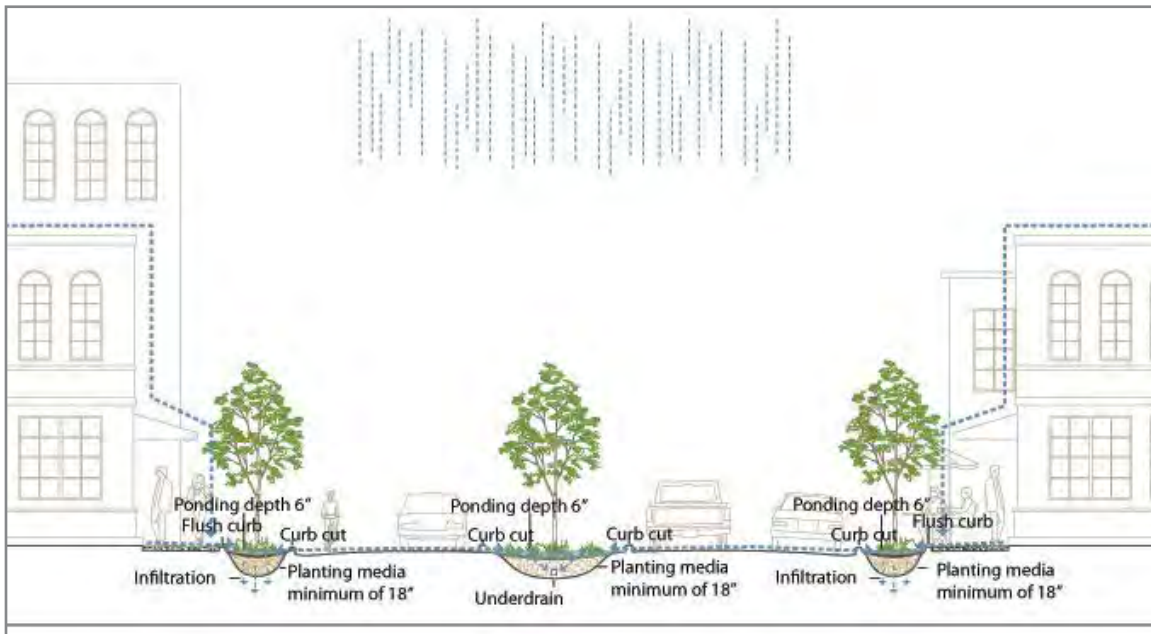 Ponding depth 6"
Flush curb
Curb cut
Infiltration
Planting media
minimum of 18"
Ponding depth 6"
Curb cut
Curb cut
Underdrain
Planting media
minimum of 18"
Ponding depth 6"
Flush curb
Curb cut
Infiltration
Planting media
minimum of 18"